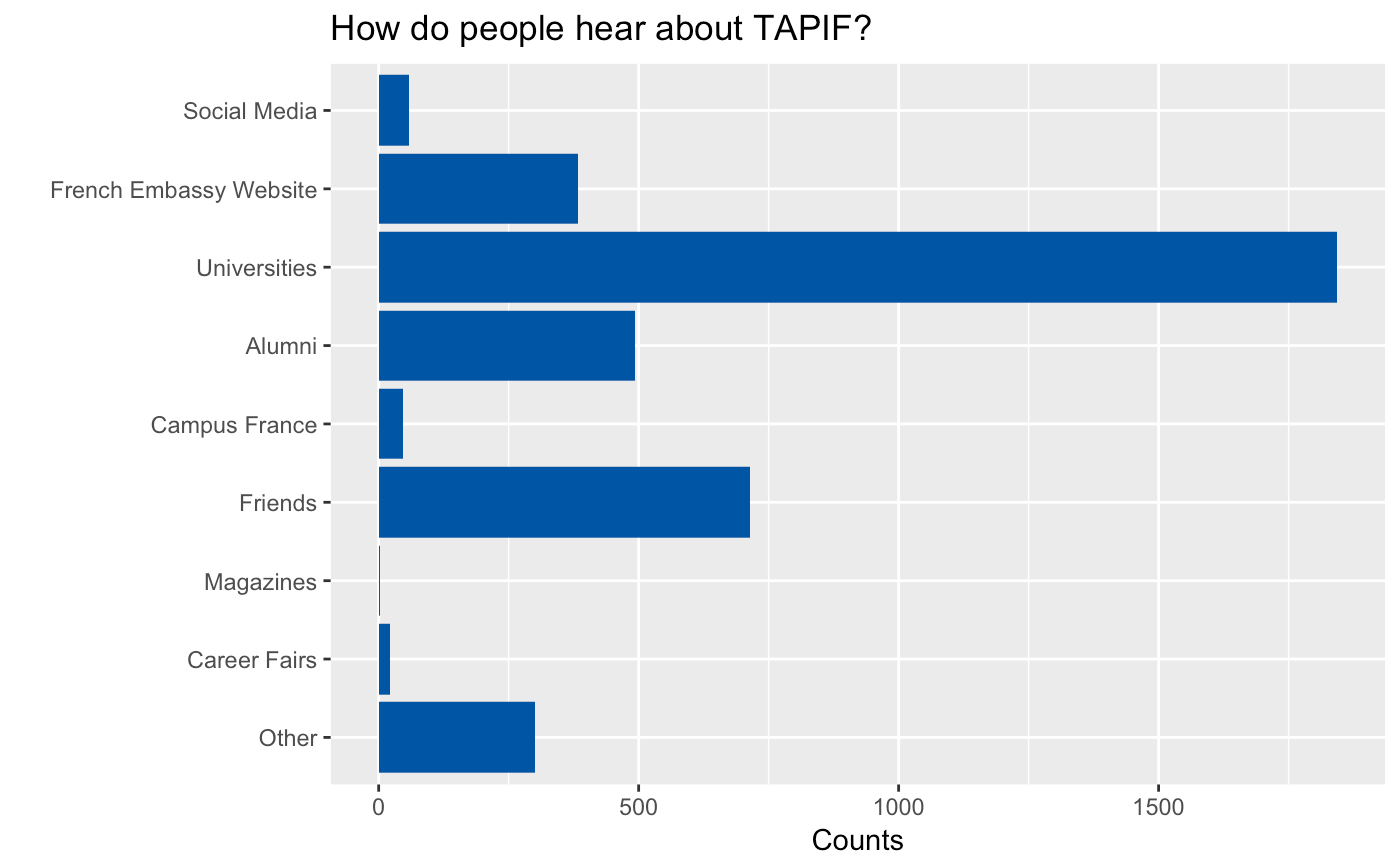 How do people hear about TAPIF?
Social Media
French Embassy Website
Universities
Alumni
Campus France
Friends
Magazines
Career Fairs
Other
0 500 1000 1500
Counts